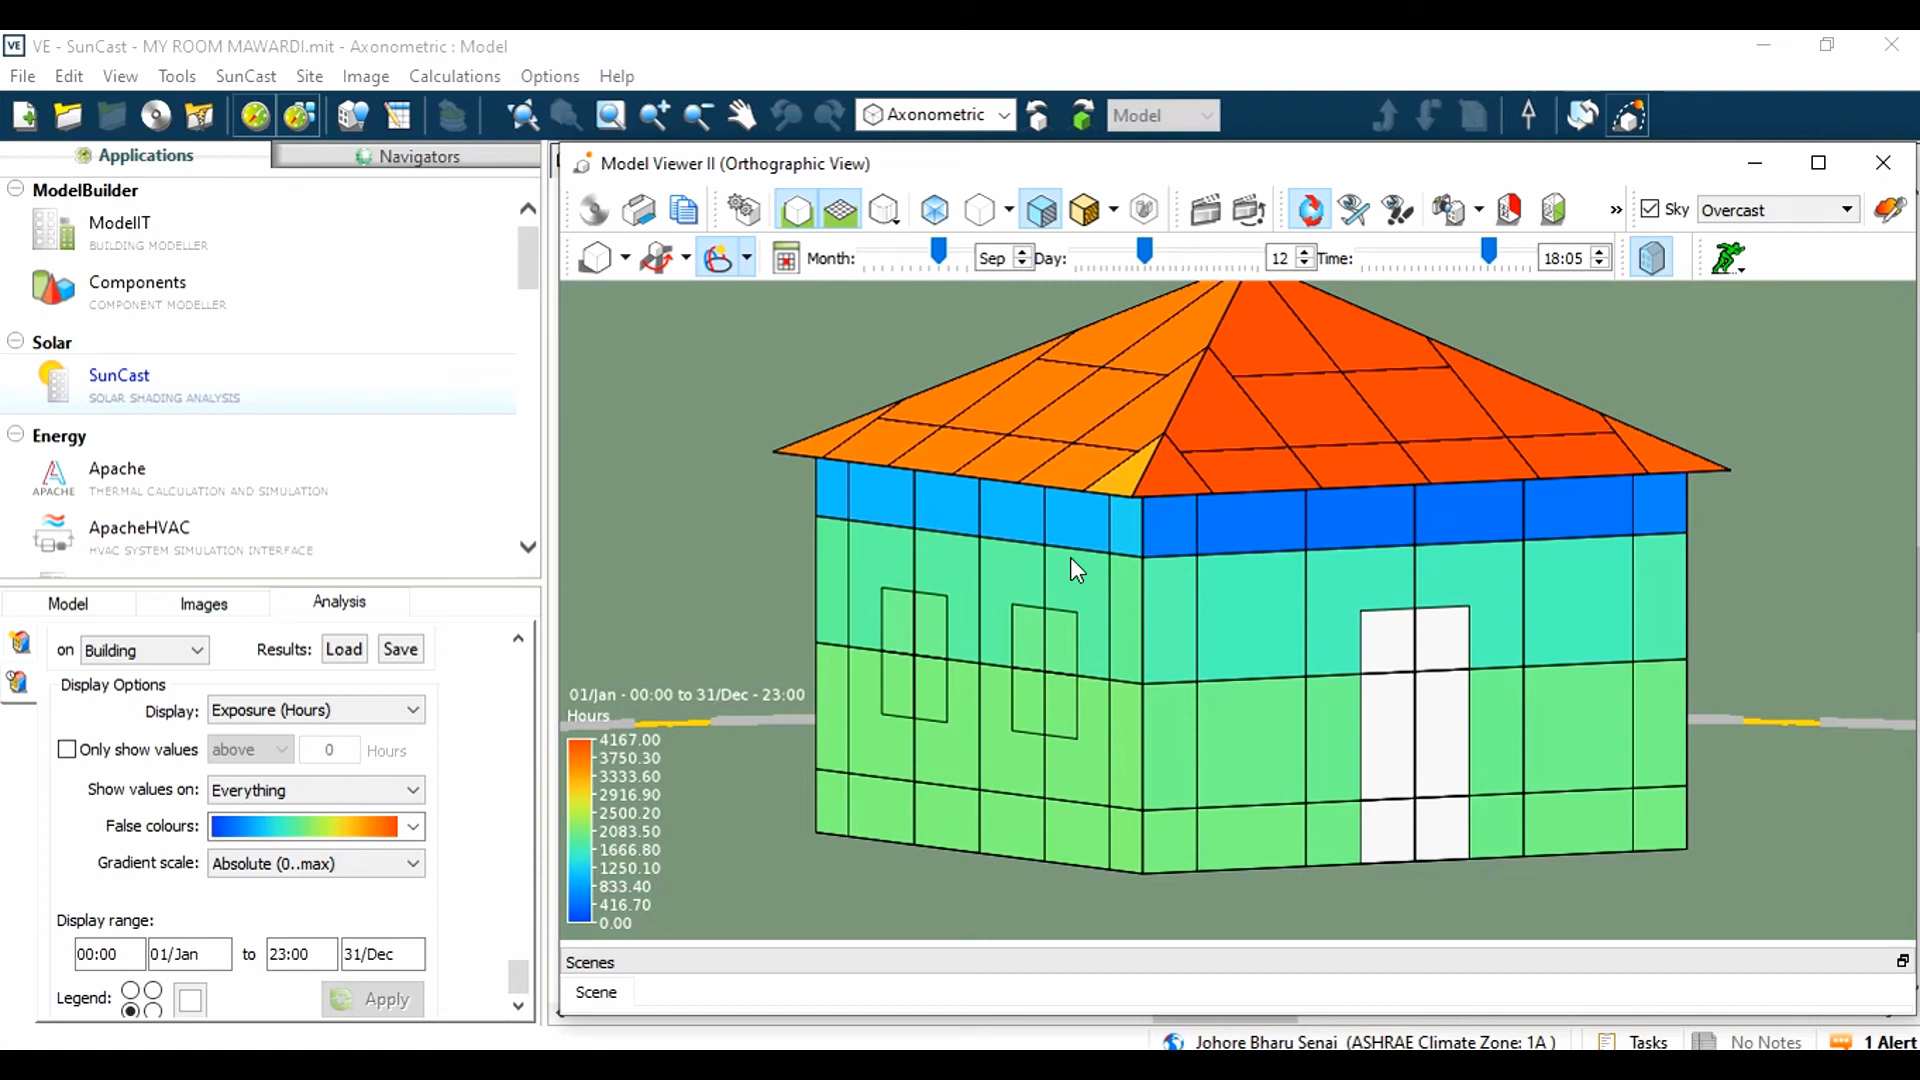 VE - SunCast - MY ROOM MAWARDI.mit - Axonometric : Model
File Edit View Tools SunCast Site Image Calculations Options Help
Axonometric Model
Applications Navigators
ModelBuilder
ModelIT
BUILDING MODELLER
Components
COMPONENT MODELLER
Solar
SunCast
SOLAR SHADING ANALYSIS
Energy
Apache
APACHE THERMAL CALCULATION AND SIMULATION
ApacheHVAC
HVAC SYSTEM SIMULATION INTERFACE
Model Images Analysis
on Building Results: Load Save
Display Options
Display: Exposure (Hours)
Only show values above 0 Hours
Show values on: Everything
False colours:
Gradient scale: Absolute (0..max)
Display range:
00:00 01/Jan to 23:00 31/Dec
Legend: Apply
Model Viewer II (Orthographic View)
» Sky Overcast
Month: Sep Day: 12 Time: 18:05
01/Jan - 00:00 to 31/Dec - 23:00
Hours
4167.00
3750.30
3333.60
2916.90
2500.20
2083.50
1666.80
1250.10
833.40
416.70
0.00
Scenes
Scene
Johore Bharu Senai (ASHRAE Climate Zone: 1A ) Tasks No Notes 1 Alert